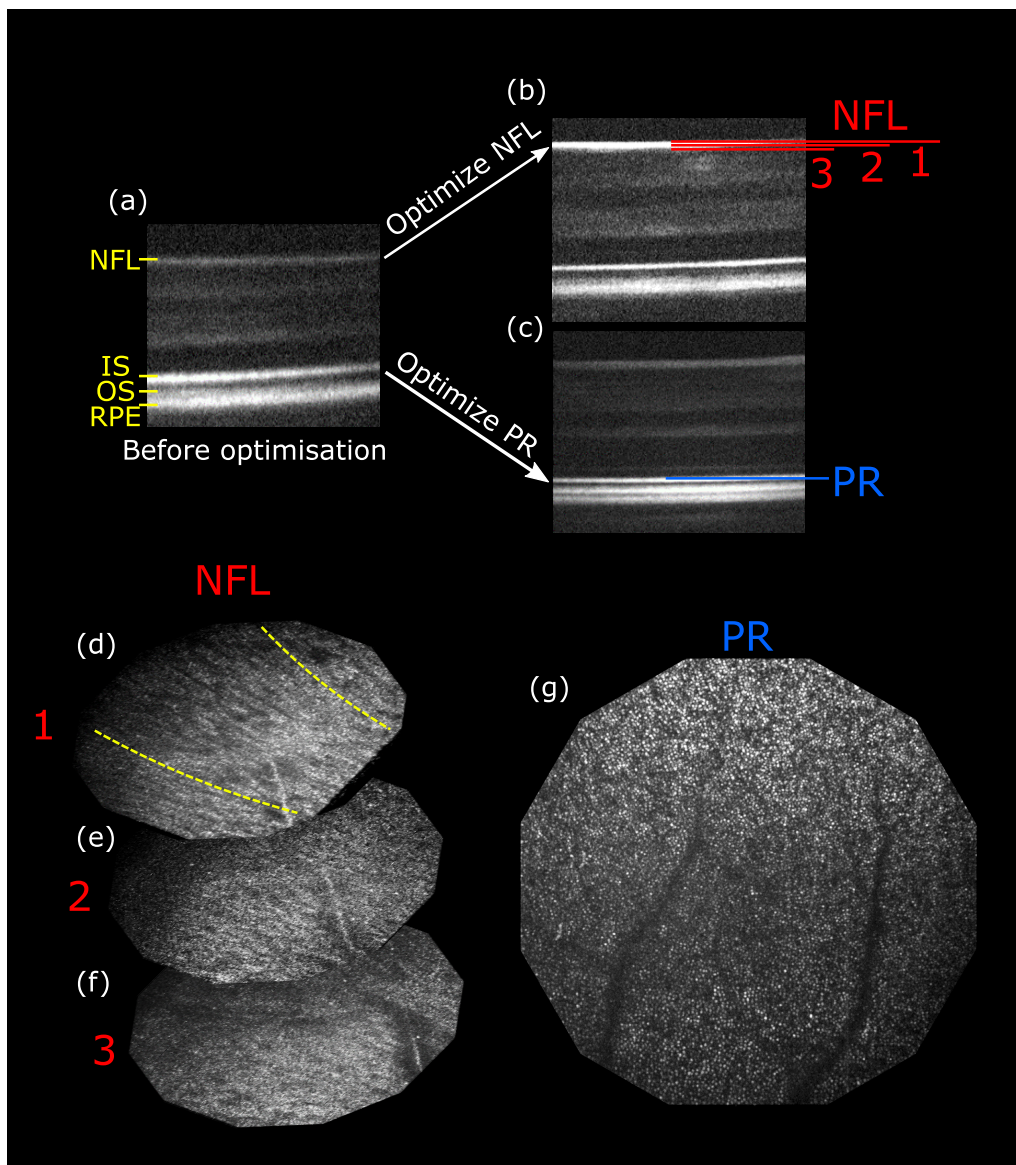 (a)
NFL
IS
OS
RPE
Before optimisation
Optimize NFL
Optimize PR
(b)
NFL
1
2
3
(c)
PR
NFL
(d)
1
(e)
2
(f)
3
PR
(g)